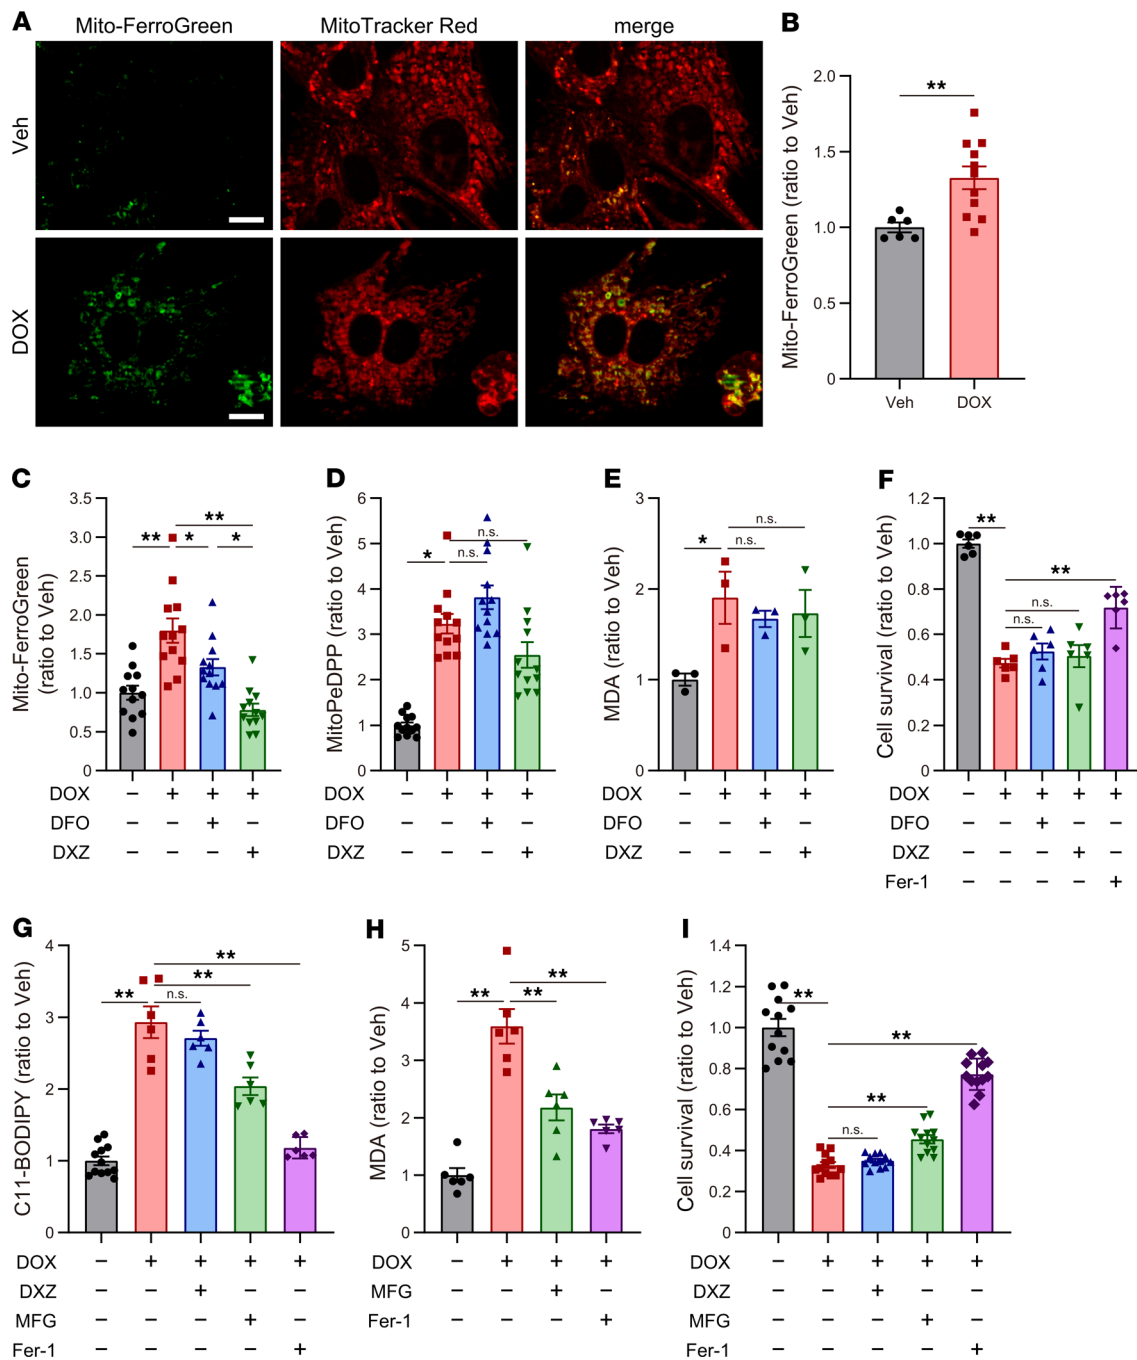 A
Mito-FerroGreen
MitoTracker Red
merge
Veh
DOX
B
Mito-FerroGreen (ratio to Veh)
2.0
1.5
1.0
0.5
0
**
Veh
DOX
C
Mito-FerroGreen
(ratio to Veh)
3.5
3.0
2.5
2.0
1.5
1.0
0.5
0
**
** * *
DOX − + + +
DFO − − + −
DXZ − − − +
D
MitoPeDPP (ratio to Veh)
6
5
4
3
2
1
0
n.s.
* n.s.
DOX − + + +
DFO − − + −
DXZ − − − +
E
MDA (ratio to Veh)
3
2
1
0
n.s.
* n.s.
DOX − + + +
DFO − − + −
DXZ − − − +
F
Cell survival (ratio to Veh)
1.2
1.0
0.8
0.6
0.4
0.2
0
**
**
n.s.
n.s.
DOX − + + + +
DFO − − + − −
DXZ − − − + −
Fer-1 − − − − +
G
C11-BODIPY (ratio to Veh)
4
3
2
1
0
**
**
** n.s.
DOX − + + + +
DXZ − − + − −
MFG − − − + −
Fer-1 − − − − +
H
MDA (ratio to Veh)
5
4
3
2
1
0
**
** **
DOX − + + +
MFG − − + −
Fer-1 − − − +
I
Cell survival (ratio to Veh)
1.4
1.2
1.0
0.8
0.6
0.4
0.2
0
**
**
**
n.s.
DOX − + + + +
DXZ − − + − −
MFG − − − + −
Fer-1 − − − − +